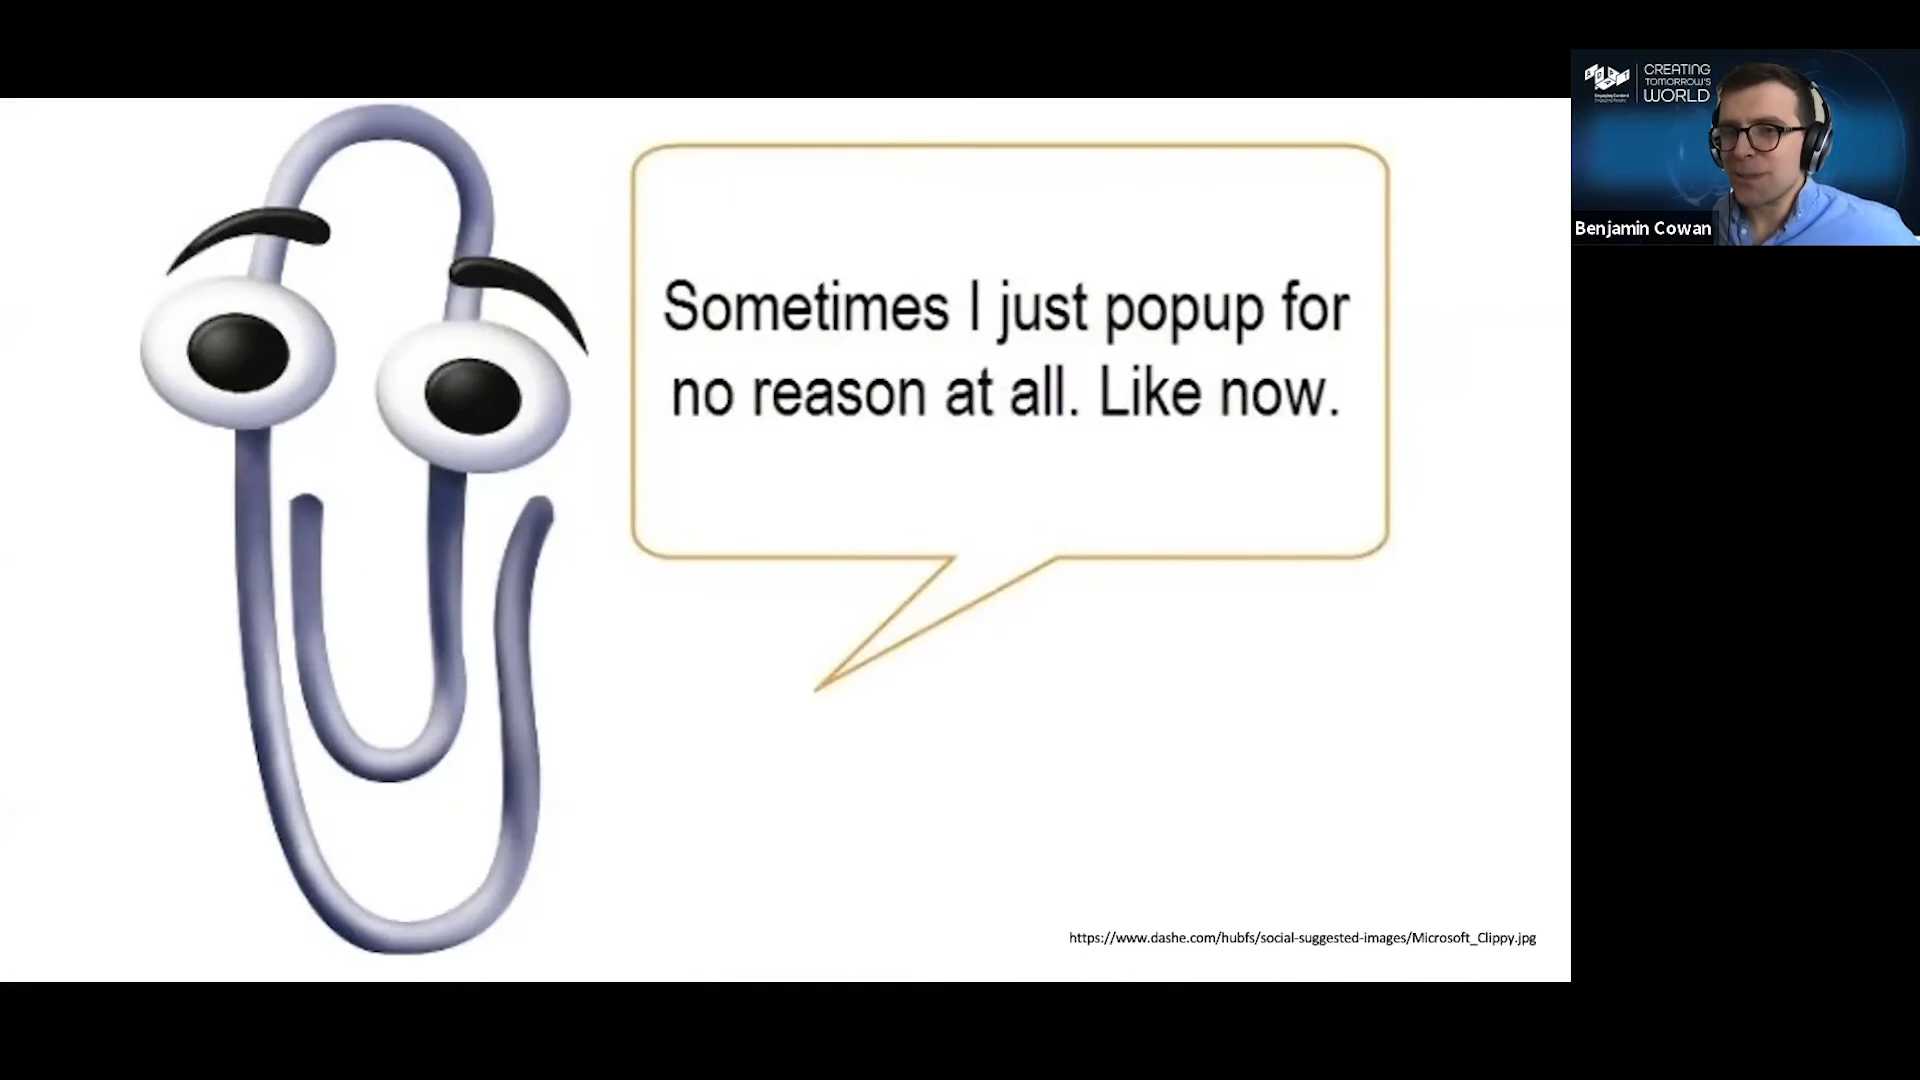 Sometimes I just popup for
no reason at all. Like now.
https://www.dashe.com/hubfs/social-suggested-images/Microsoft_Clippy.jpg
CREATING
TOMORROW'S
WORLD
Benjamin Cowan